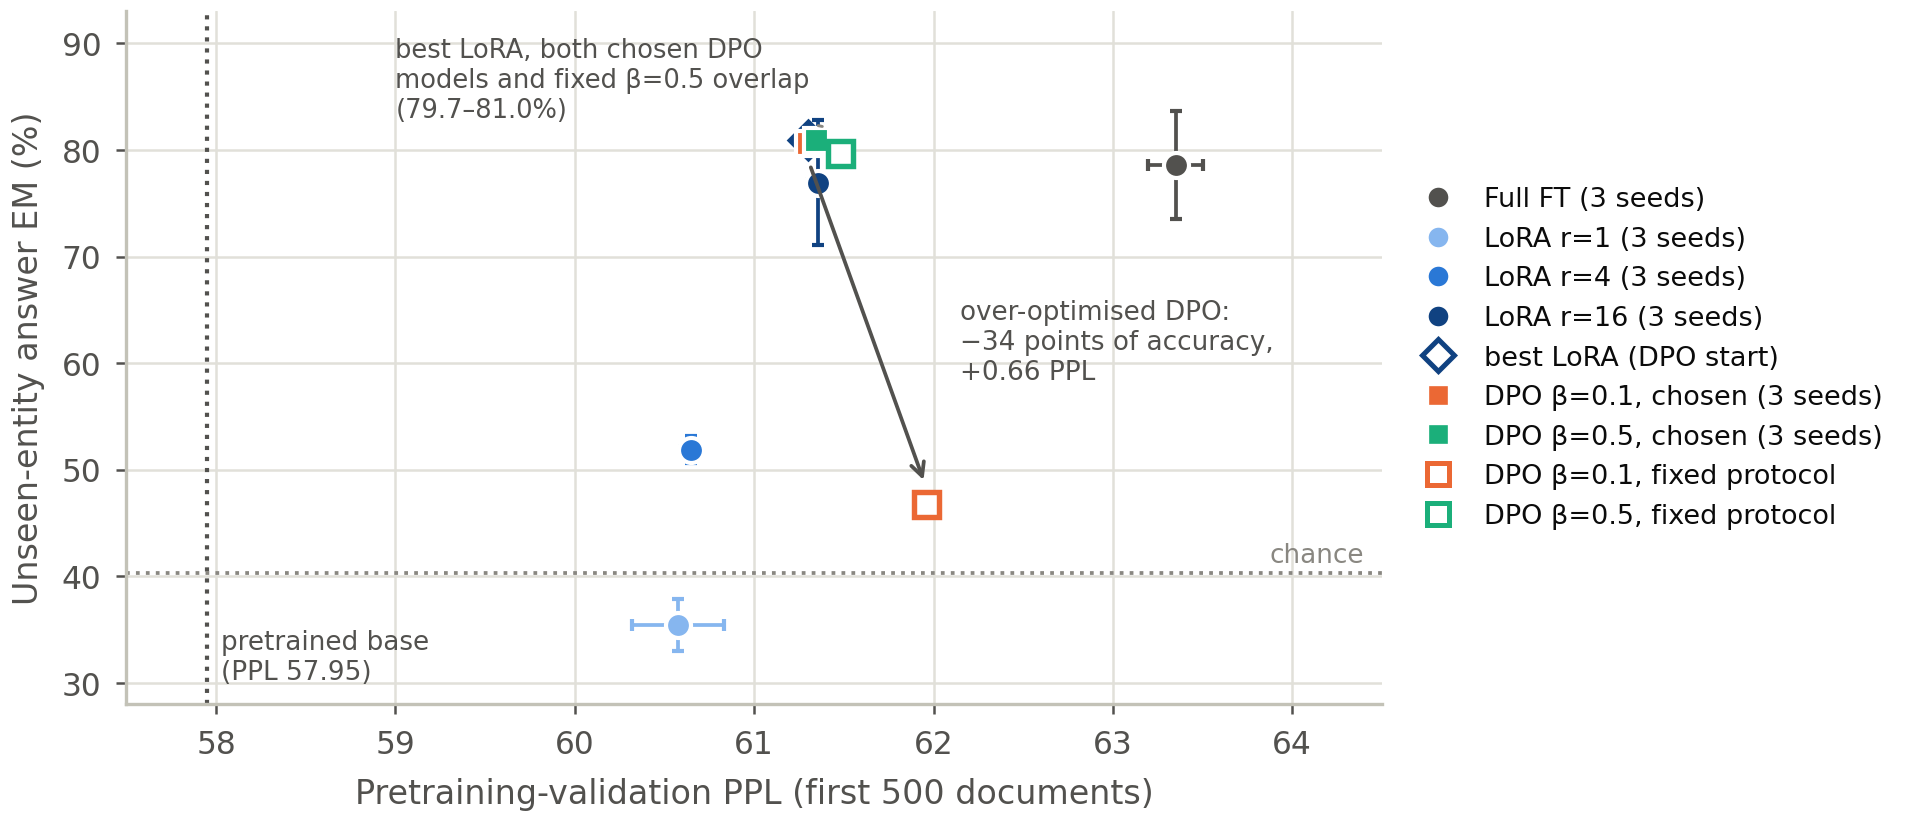 90
80
70
60
50
40
30
Unseen-entity answer EM (%)
best LoRA, both chosen DPO
models and fixed β=0.5 overlap
(79.7–81.0%)
over-optimised DPO:
−34 points of accuracy,
+0.66 PPL
chance
pretrained base
(PPL 57.95)
58 59 60 61 62 63 64
Pretraining-validation PPL (first 500 documents)
Full FT (3 seeds)
LoRA r=1 (3 seeds)
LoRA r=4 (3 seeds)
LoRA r=16 (3 seeds)
best LoRA (DPO start)
DPO β=0.1, chosen (3 seeds)
DPO β=0.5, chosen (3 seeds)
DPO β=0.1, fixed protocol
DPO β=0.5, fixed protocol